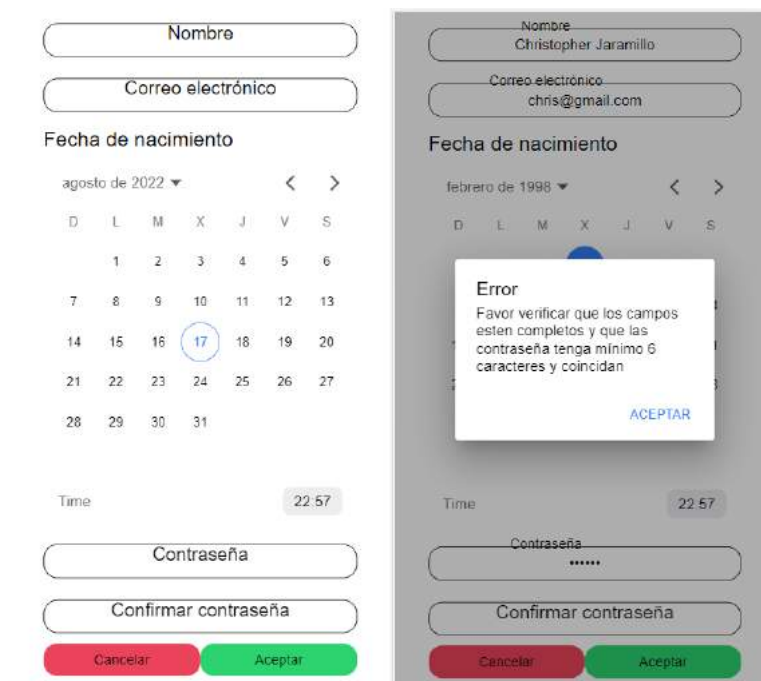 Nombre
Correo electrónico
Fecha de nacimiento
agosto de 2022
D L M X J V S
1 2 3 4 5 6
7 8 9 10 11 12 13
14 15 16 17 18 19 20
21 22 23 24 25 26 27
28 29 30 31
Time 22:57
Contraseña
Confirmar contraseña
Cancelar Aceptar
Nombre
Christopher Jaramillo
Correo electrónico
chris@gmail.com
Fecha de nacimiento
febrero de 1998
D L M X J V S
Error
Favor verificar que los campos
esten completos y que las
contraseña tenga mínimo 6
caracteres y coincidan
ACEPTAR
Time 22:57
Contraseña
••••••
Confirmar contraseña
Cancelar Aceptar